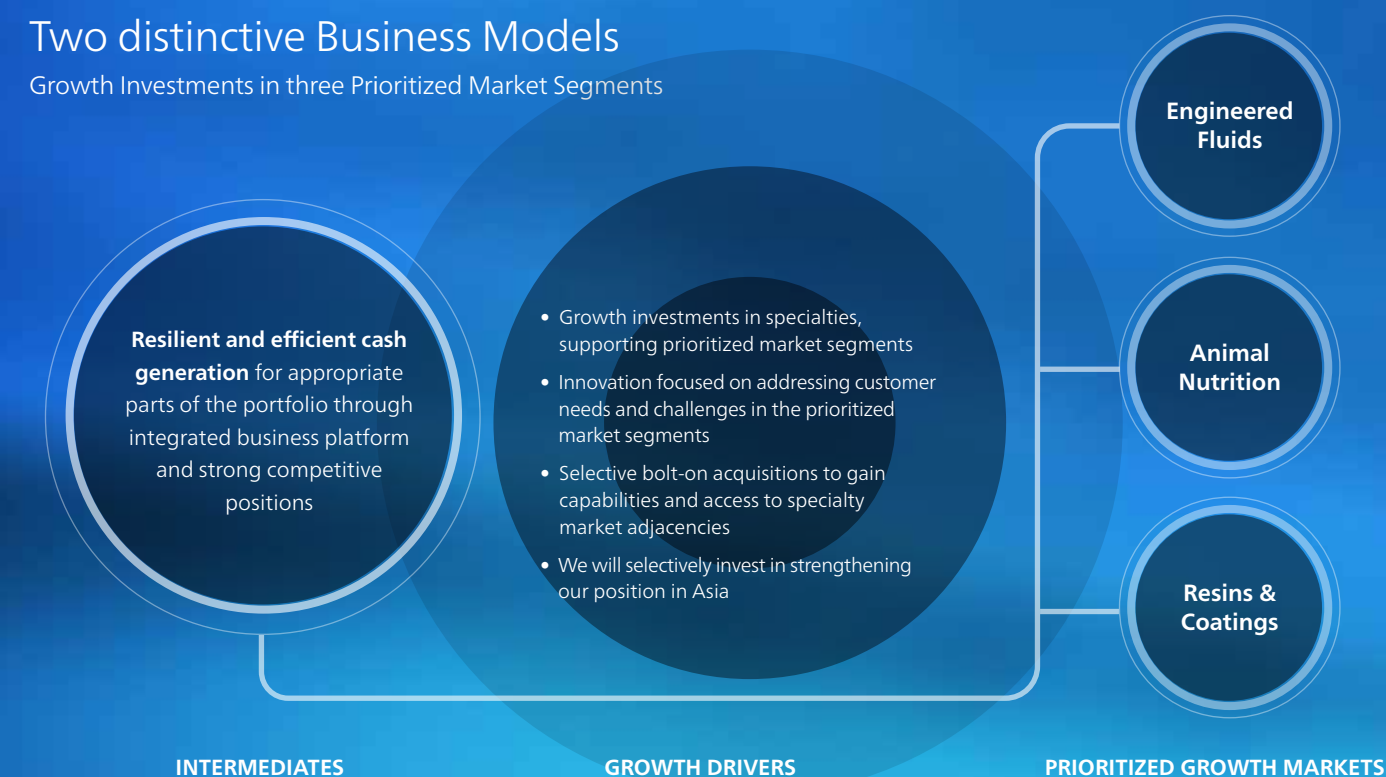 Two distinctive Business Models
Growth Investments in three Prioritized Market Segments
Resilient and efficient cash
generation for appropriate
parts of the portfolio through
integrated business platform
and strong competitive
positions
• Growth investments in specialties,
supporting prioritized market segments
• Innovation focused on addressing customer
needs and challenges in the prioritized
market segments
• Selective bolt-on acquisitions to gain
capabilities and access to specialty
market adjacencies
• We will selectively invest in strengthening
our position in Asia
Engineered
Fluids
Animal
Nutrition
Resins &
Coatings
INTERMEDIATES
GROWTH DRIVERS
PRIORITIZED GROWTH MARKETS